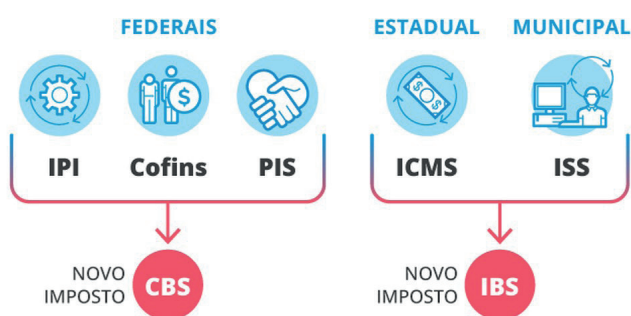 FEDERAIS
ESTADUAL
MUNICIPAL
$
IPI
Cofins
PIS
ICMS
ISS
NOVO
IMPOSTO
CBS
NOVO
IMPOSTO
IBS